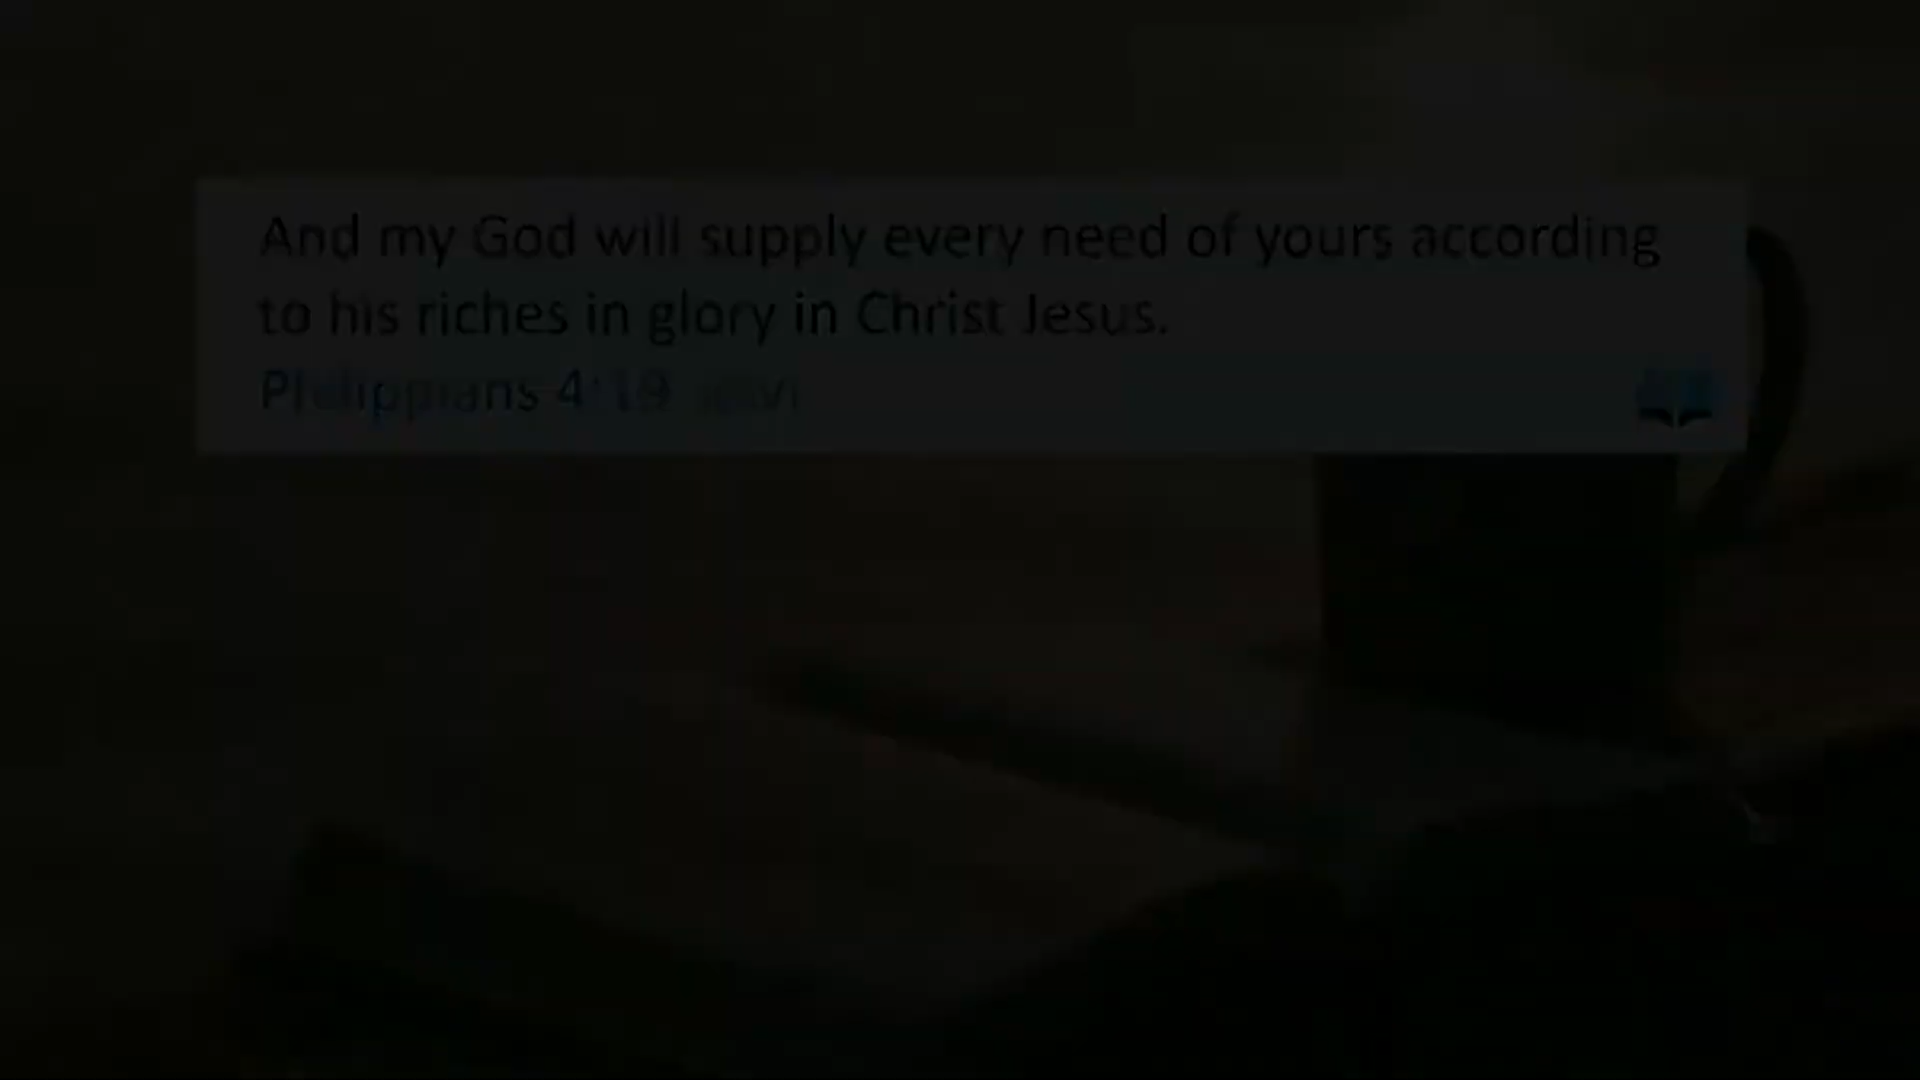 And my God will supply every need of yours according
to his riches in glory in Christ Jesus.
Philippians 4:19